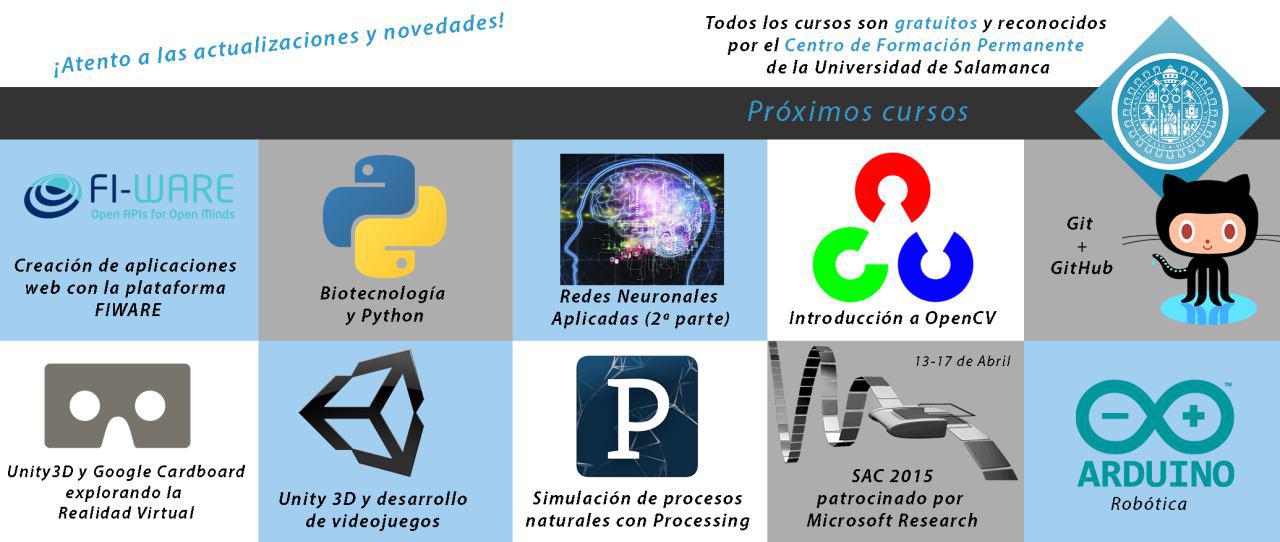 ¡Atento a las actualizaciones y novedades!
Todos los cursos son gratuitos y reconocidos
por el Centro de Formación Permanente
de la Universidad de Salamanca
Próximos cursos
FI-WARE
Open APIs for Open Minds
Creación de aplicaciones
web con la plataforma
FIWARE
Biotecnología
y Python
Redes Neuronales
Aplicadas (2ª parte)
Introducción a OpenCV
Git
+
GitHub
Unity3D y Google Cardboard
explorando la
Realidad Virtual
Unity 3D y desarrollo
de videojuegos
P
Simulación de procesos
naturales con Processing
13-17 de Abril
SAC 2015
patrocinado por
Microsoft Research
™
ARDUINO
Robótica